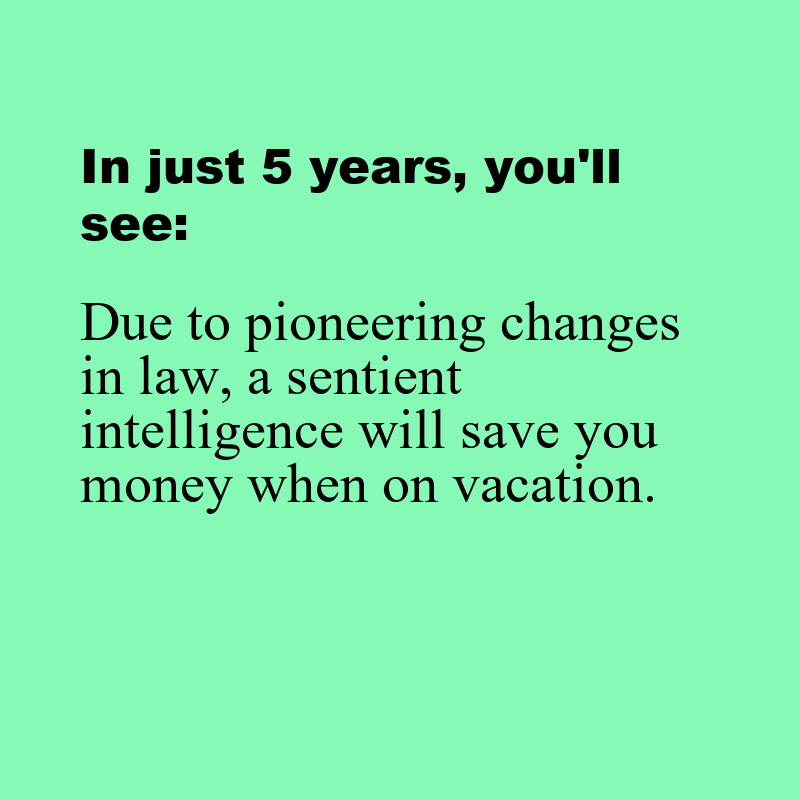 In just 5 years, you'll
see:
Due to pioneering changes
in law, a sentient
intelligence will save you
money when on vacation.